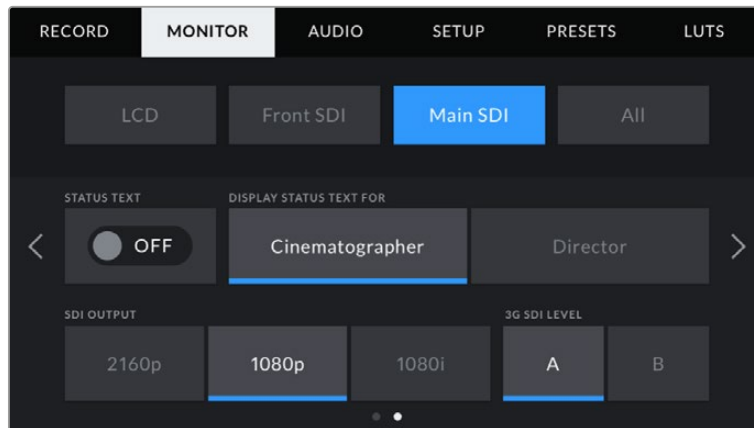 RECORD MONITOR AUDIO SETUP PRESETS LUTS
LCD Front SDI Main SDI All
STATUS TEXT DISPLAY STATUS TEXT FOR
OFF Cinematographer Director
SDI OUTPUT 3G SDI LEVEL
2160p 1080p 1080i A B